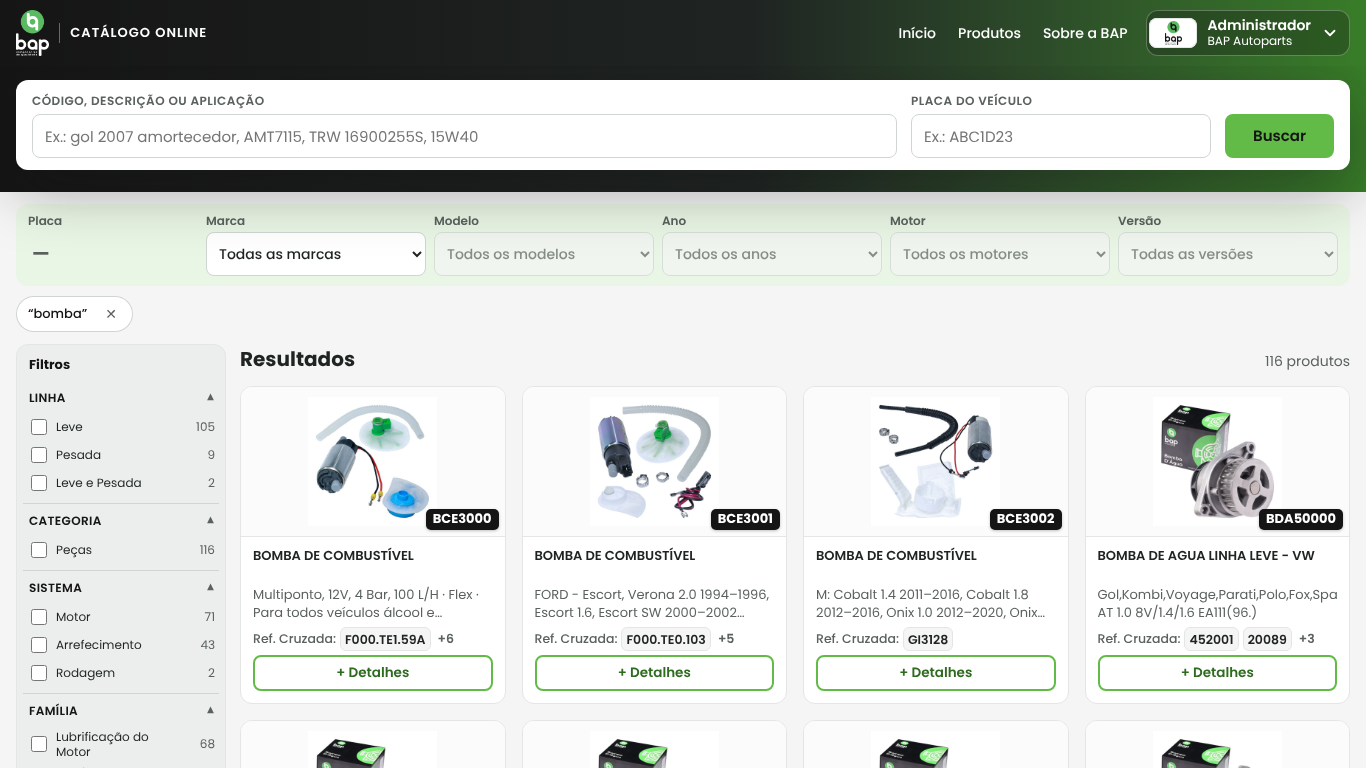 bap
CATÁLOGO ONLINE
Início
Produtos
Sobre a BAP
bap
Administrador
BAP Autoparts
CÓDIGO, DESCRIÇÃO OU APLICAÇÃO
Ex.: gol 2007 amortecedor, AMT7115, TRW 16900255S, 15W40
PLACA DO VEÍCULO
Ex.: ABC1D23
Buscar
Placa
—
Marca
Todas as marcas
Modelo
Todos os modelos
Ano
Todos os anos
Motor
Todos os motores
Versão
Todas as versões
“bomba” ×
Filtros
LINHA
Leve 105
Pesada 9
Leve e Pesada 2
CATEGORIA
Peças 116
SISTEMA
Motor 71
Arrefecimento 43
Rodagem 2
FAMÍLIA
Lubrificação do
Motor 68
Resultados
116 produtos
BCE3000
BOMBA DE COMBUSTÍVEL
Multiponto, 12V, 4 Bar, 100 L/H · Flex ·
Para todos veículos álcool e…
Ref. Cruzada: F000.TE1.59A +6
+ Detalhes
BCE3001
BOMBA DE COMBUSTÍVEL
FORD - Escort, Verona 2.0 1994–1996,
Escort 1.6, Escort SW 2000–2002…
Ref. Cruzada: F000.TE0.103 +5
+ Detalhes
BCE3002
BOMBA DE COMBUSTÍVEL
M: Cobalt 1.4 2011–2016, Cobalt 1.8
2012–2016, Onix 1.0 2012–2020, Onix…
Ref. Cruzada: GI3128
+ Detalhes
bap
Bomba
D'Água
BDA50000
BOMBA DE AGUA LINHA LEVE - VW
Gol,Kombi,Voyage,Parati,Polo,Fox,Spa
AT 1.0 8V/1.4/1.6 EA111(96.)
Ref. Cruzada: 452001 20089 +3
+ Detalhes
bap
bap
bap
bap